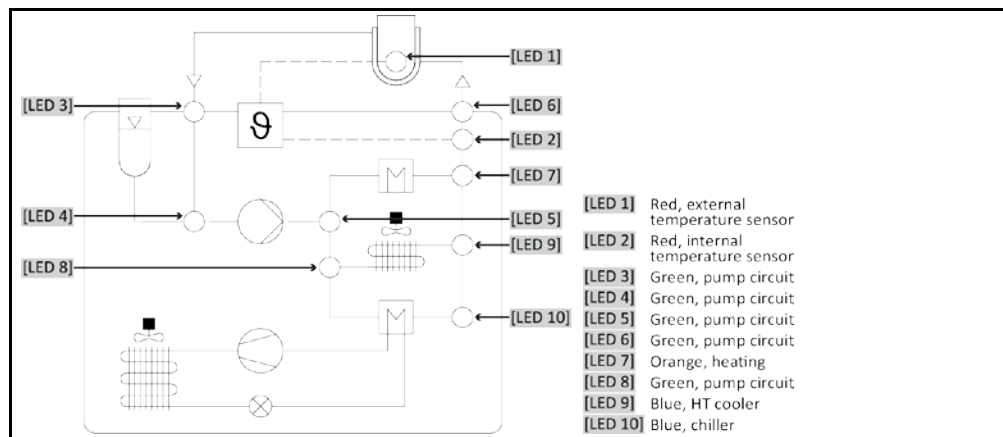 [LED 1]
[LED 3]
[LED 6]
ϑ
[LED 2]
[LED 7]
[LED 4]
[LED 5]
[LED 9]
[LED 8]
[LED 10]
[LED 1] Red, external
temperature sensor
[LED 2] Red, internal
temperature sensor
[LED 3] Green, pump circuit
[LED 4] Green, pump circuit
[LED 5] Green, pump circuit
[LED 6] Green, pump circuit
[LED 7] Orange, heating
[LED 8] Green, pump circuit
[LED 9] Blue, HT cooler
[LED 10] Blue, chiller